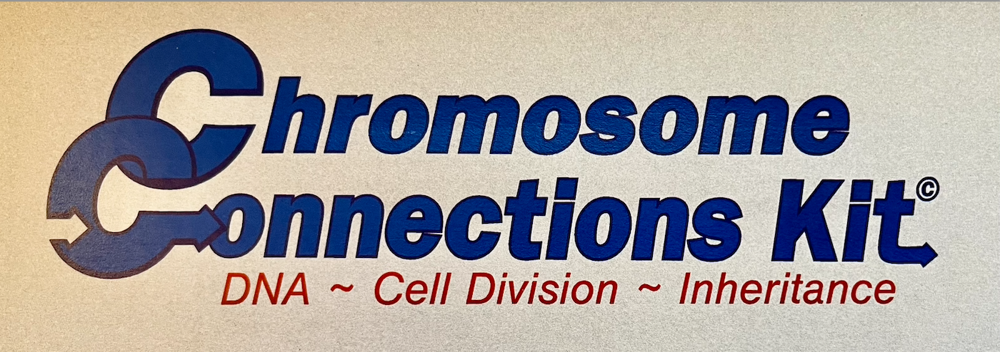 Chromosome
Connections Kit©
DNA ~ Cell Division ~ Inheritance